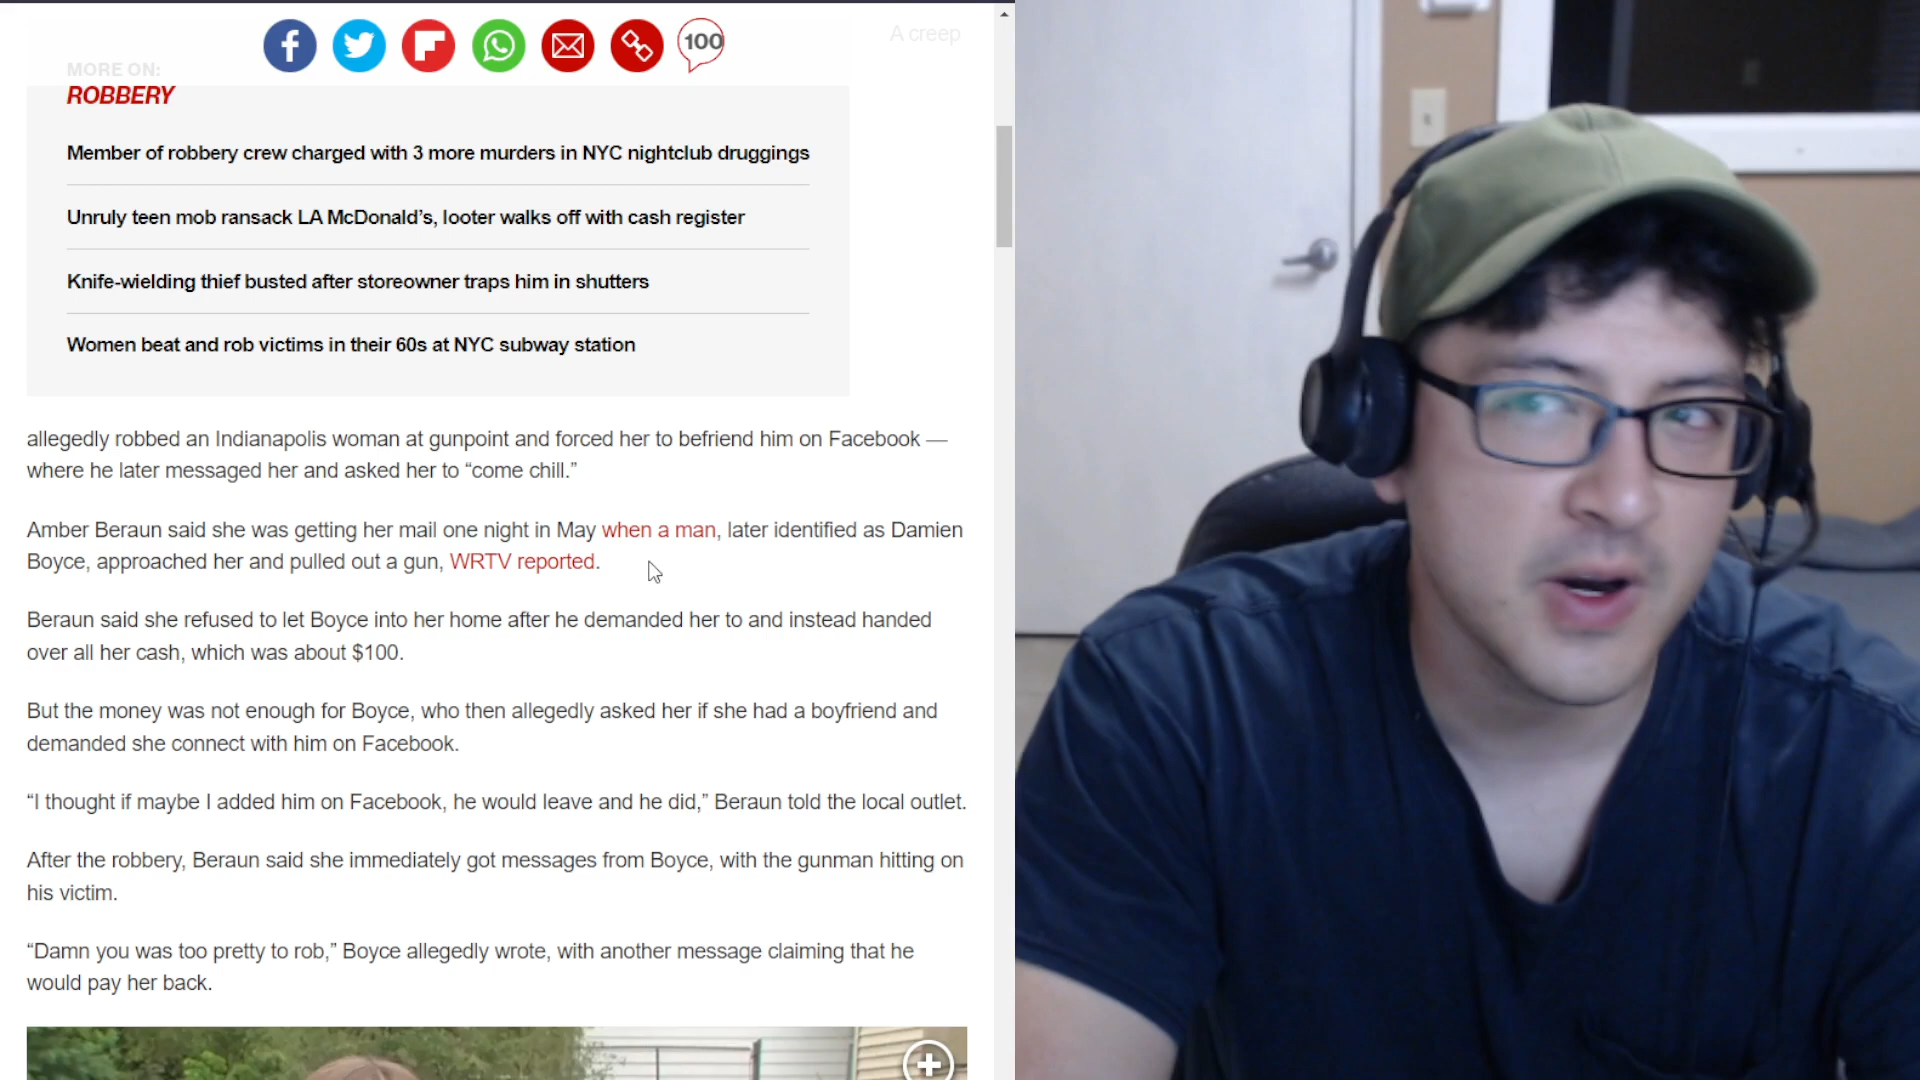 A creep
100
MORE ON:
ROBBERY
Member of robbery crew charged with 3 more murders in NYC nightclub druggings
Unruly teen mob ransack LA McDonald's, looter walks off with cash register
Knife-wielding thief busted after storeowner traps him in shutters
Women beat and rob victims in their 60s at NYC subway station
allegedly robbed an Indianapolis woman at gunpoint and forced her to befriend him on Facebook —
where he later messaged her and asked her to “come chill.”
Amber Beraun said she was getting her mail one night in May when a man, later identified as Damien
Boyce, approached her and pulled out a gun, WRTV reported.
Beraun said she refused to let Boyce into her home after he demanded her to and instead handed
over all her cash, which was about $100.
But the money was not enough for Boyce, who then allegedly asked her if she had a boyfriend and
demanded she connect with him on Facebook.
“I thought if maybe I added him on Facebook, he would leave and he did,” Beraun told the local outlet.
After the robbery, Beraun said she immediately got messages from Boyce, with the gunman hitting on
his victim.
“Damn you was too pretty to rob,” Boyce allegedly wrote, with another message claiming that he
would pay her back.